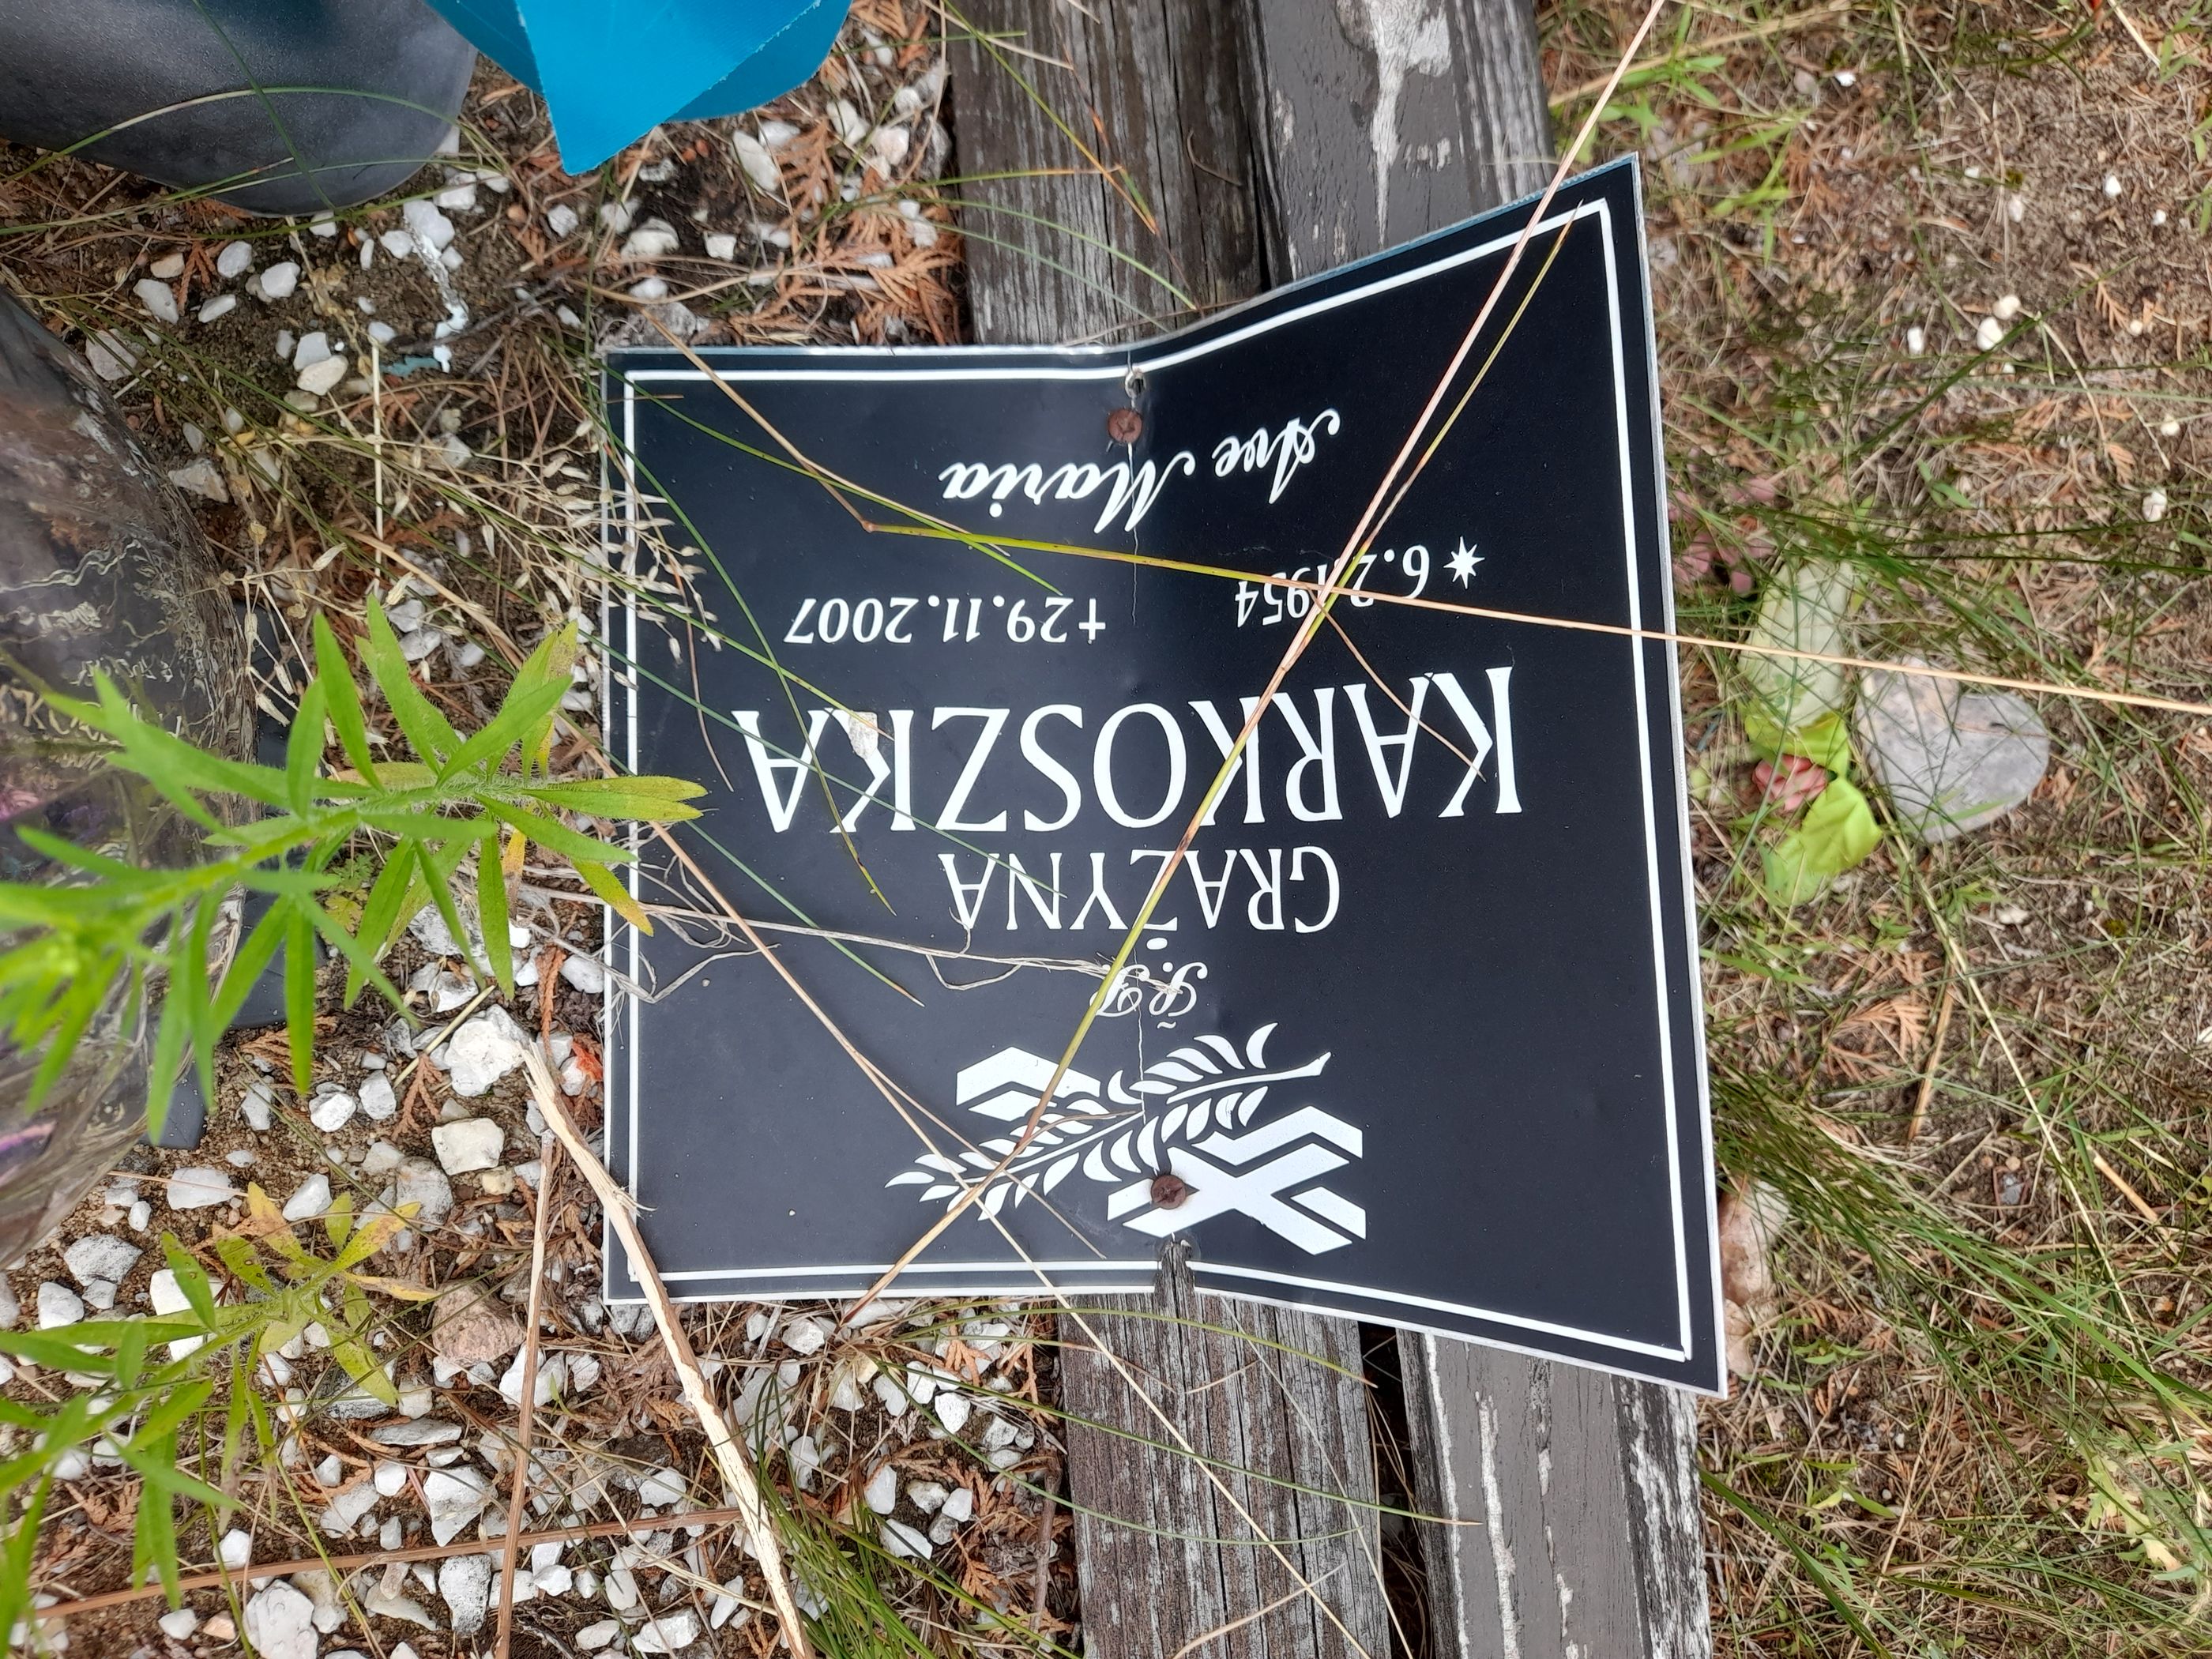 Ś.P.
GRAŻYNA
KARKOSZKA
*6.2.1954 †29.11.2007
Ave Maria